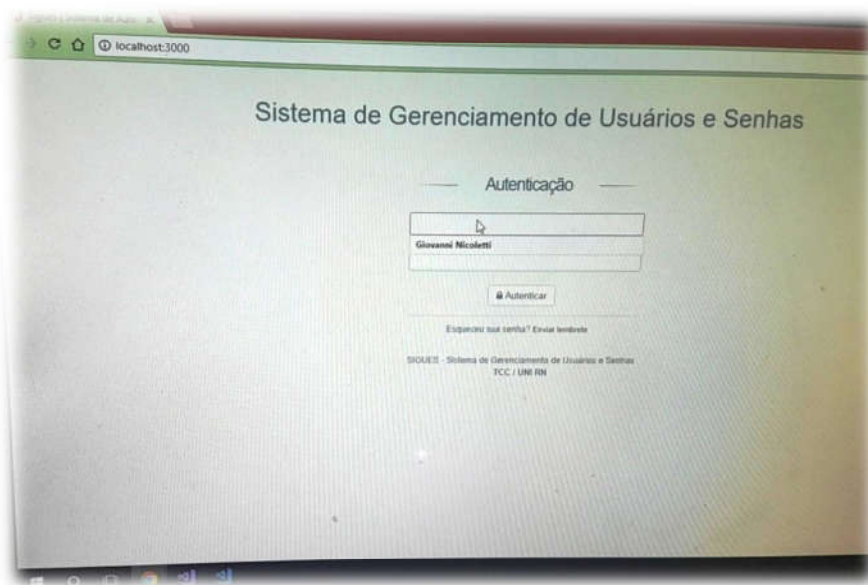 localhost:3000
Sistema de Gerenciamento de Usuários e Senhas
Autenticação
Giovanni Nicoletti
Autenticar
Esqueceu sua senha? Enviar lembrete
- Sistema de Gerenciamento de Usuários e Senhas
TCC / UNI RN